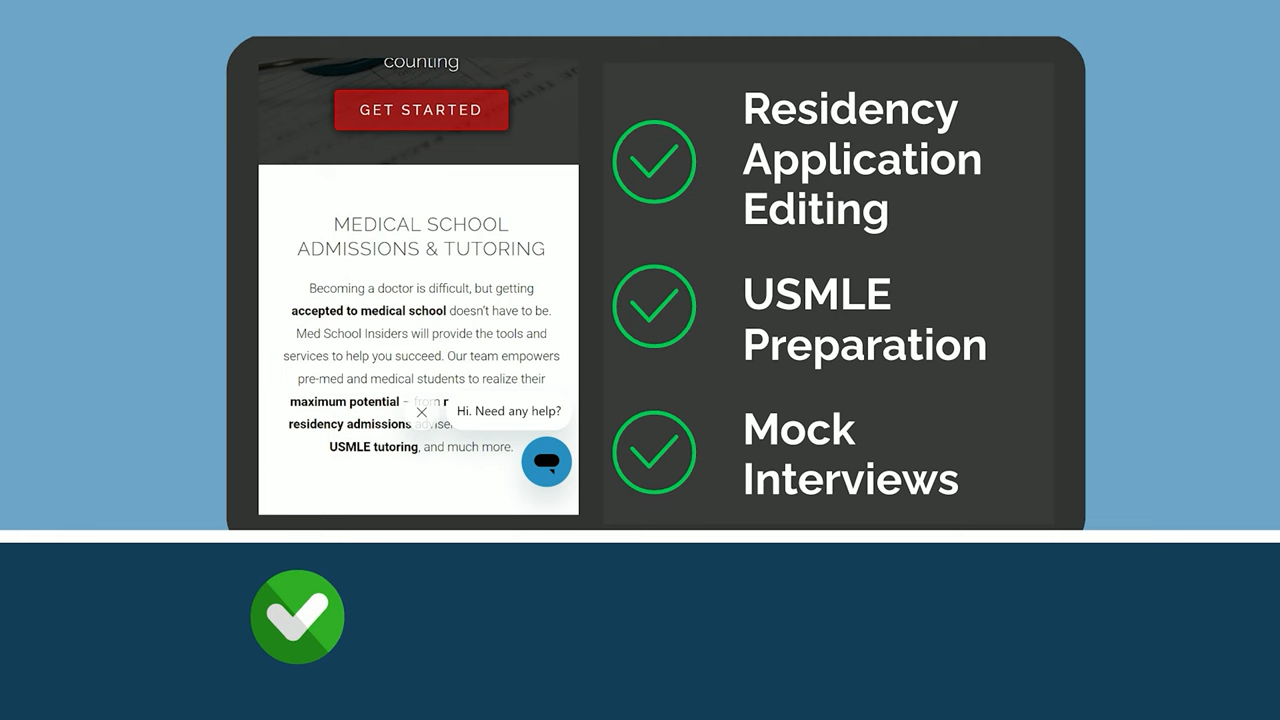 counting
GET STARTED
MEDICAL SCHOOL
ADMISSIONS & TUTORING
Becoming a doctor is difficult, but getting
accepted to medical school doesn't have to be.
Med School Insiders will provide the tools and
services to help you succeed. Our team empowers
pre-med and medical students to realize their
maximum potential – from
residency admissions
USMLE tutoring, and much more.
Hi. Need any help?
Residency
Application
Editing
USMLE
Preparation
Mock
Interviews